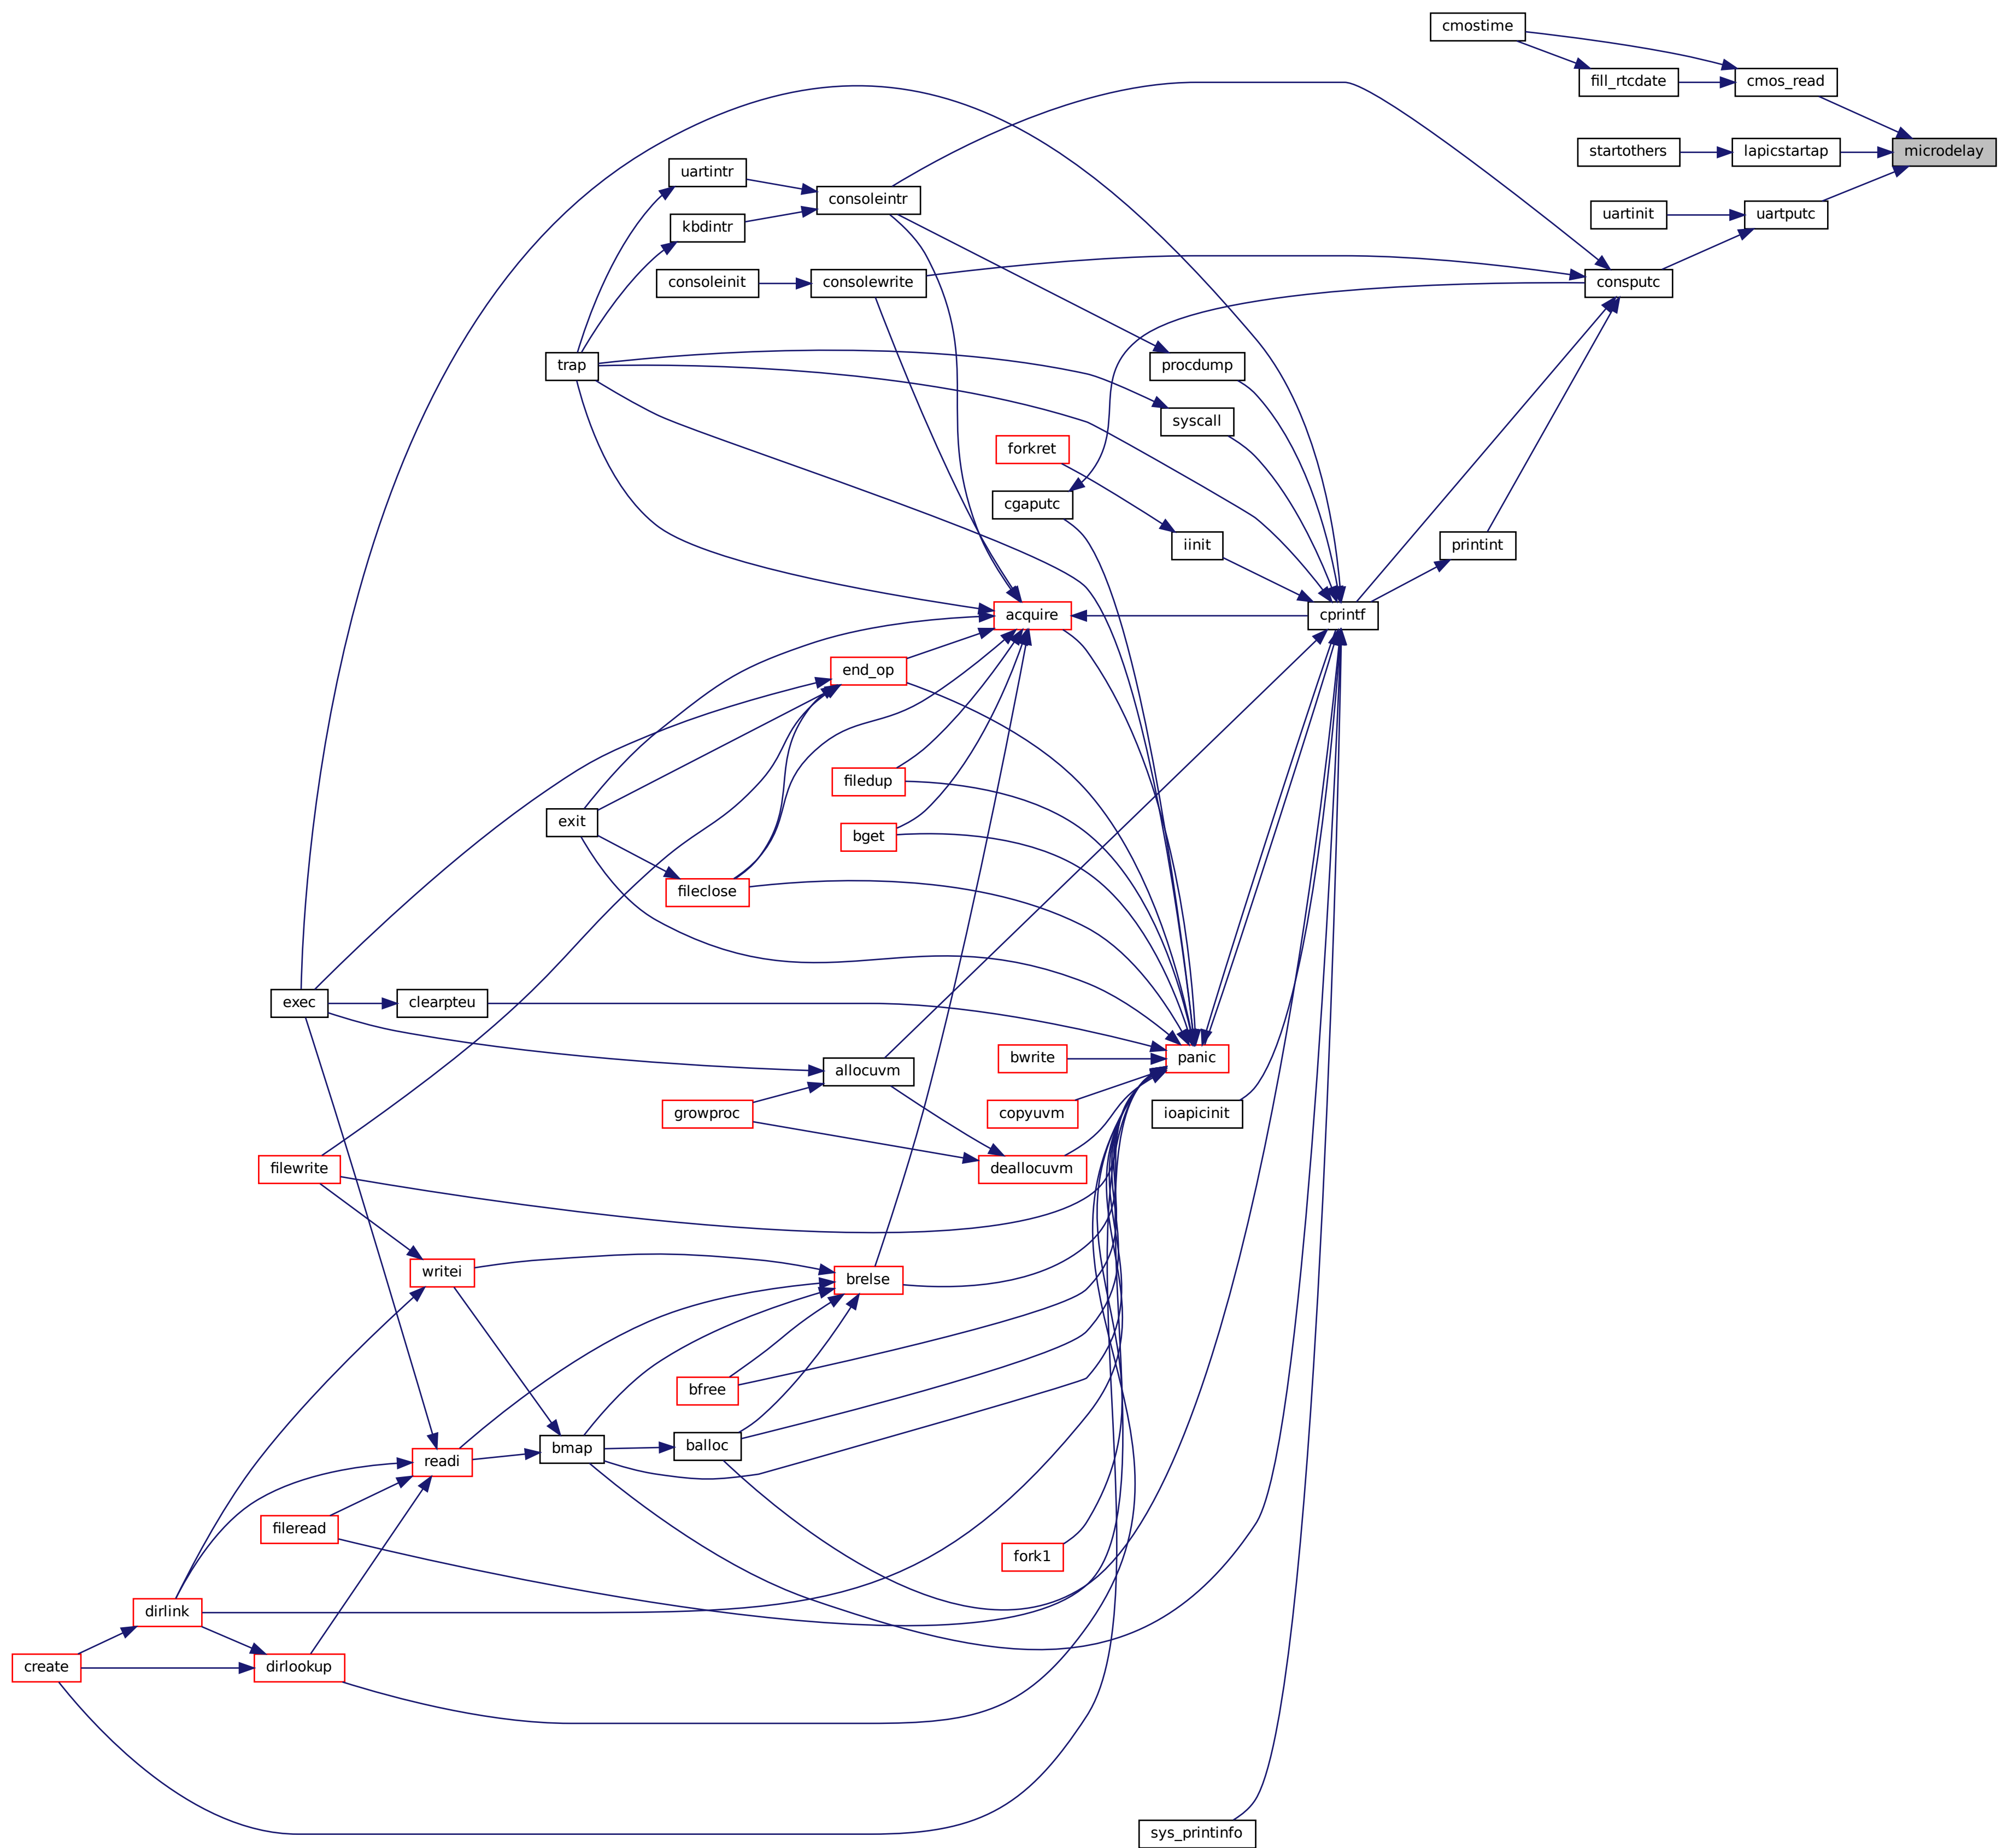 cmostime
fill_rtcdate
cmos_read
startothers
lapicstartap
microdelay
uartintr
consoleintr
uartinit
uartputc
kbdintr
consoleinit
consolewrite
consputc
trap
procdump
syscall
forkret
cgaputc
iinit
printint
acquire
cprintf
end_op
filedup
exit
bget
fileclose
exec
clearpteu
bwrite
panic
allocuvm
growproc
copyuvm
ioapicinit
filewrite
deallocuvm
writei
brelse
bfree
readi
bmap
balloc
fileread
fork1
dirlink
create
dirlookup
sys_printinfo